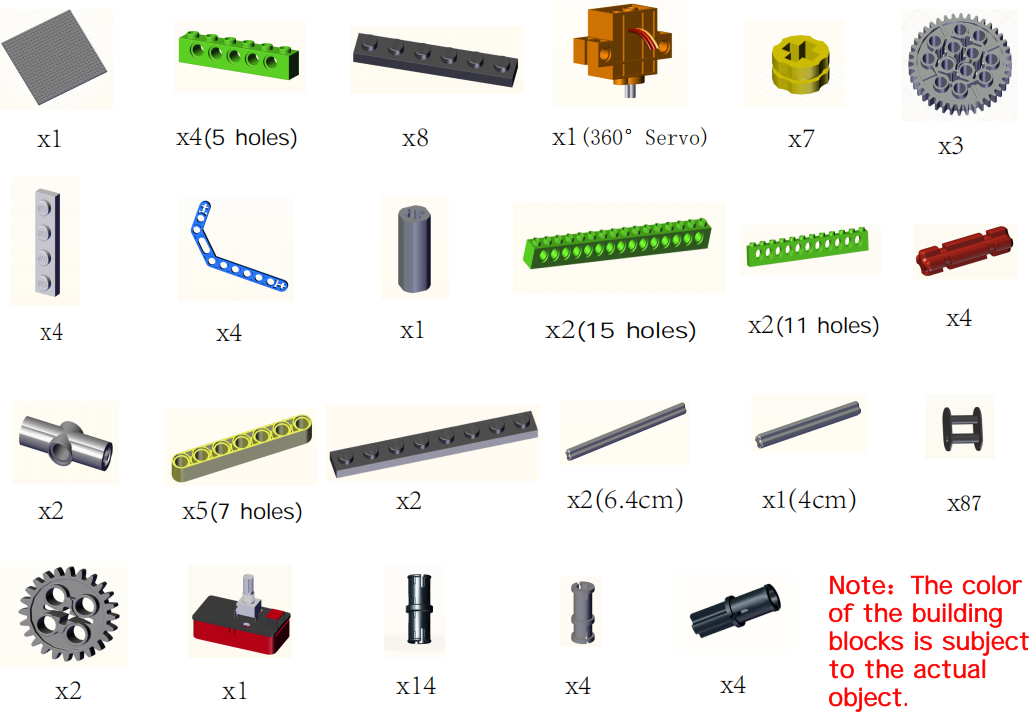 x1
x4(5 holes)
x8
x1(360° Servo)
x7
x3
x4
x4
x1
x2(15 holes)
x2(11 holes)
x4
x2
x5(7 holes)
x2
x2(6.4cm)
x1(4cm)
x87
x2
x1
x14
x4
x4
Note: The color
of the building
blocks is subject
to the actual
object.